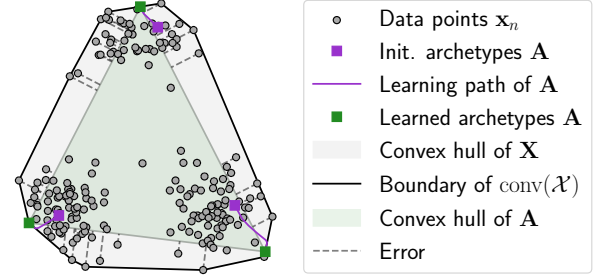 Data points xₙ
Init. archetypes A
Learning path of A
Learned archetypes A
Convex hull of X
Boundary of conv(𝒳)
Convex hull of A
Error